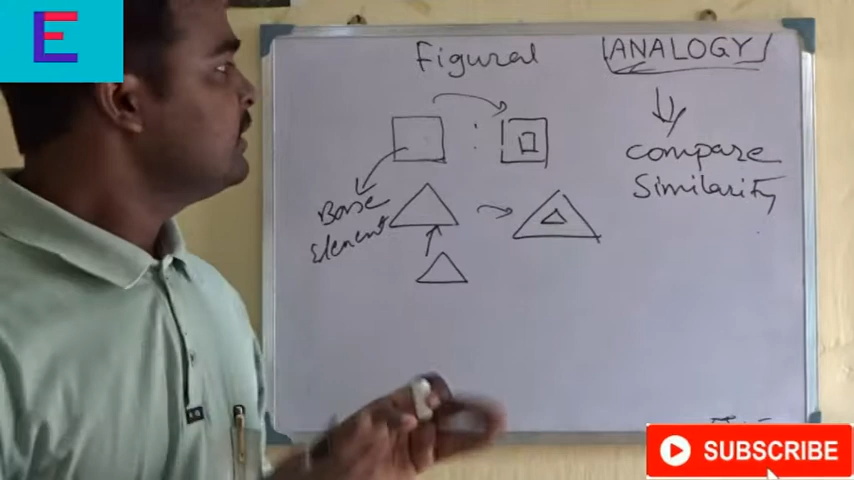 E
Figural
ANALOGY
:
compare
Similarity
Base
Element
SUBSCRIBE